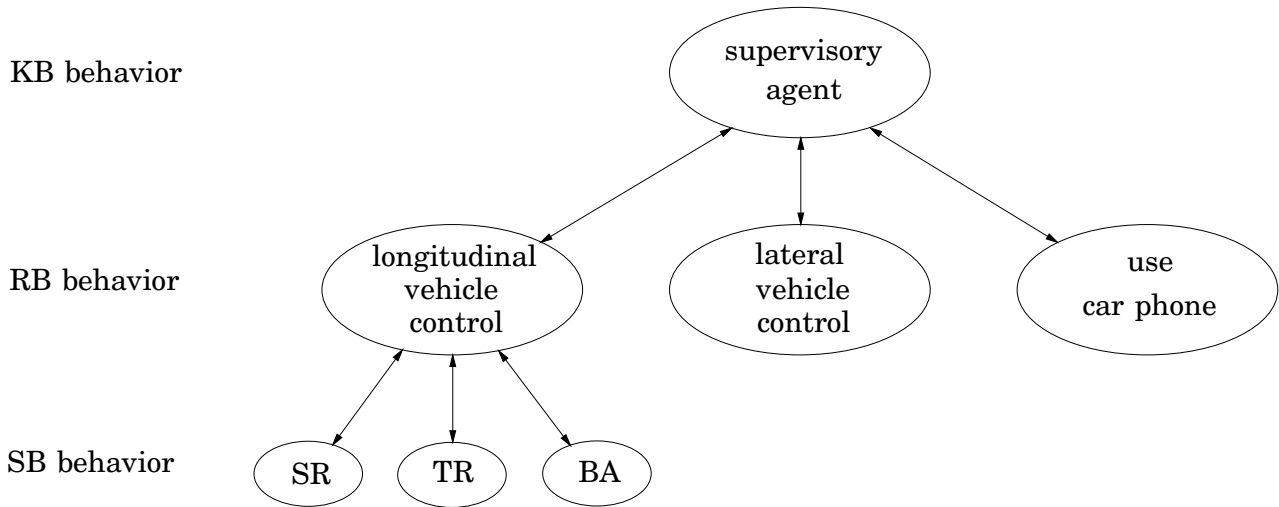 supervisory
agent
KB behavior
longitudinal
vehicle
control
lateral
vehicle
control
use
car phone
RB behavior
SR
TR
BA
SB behavior